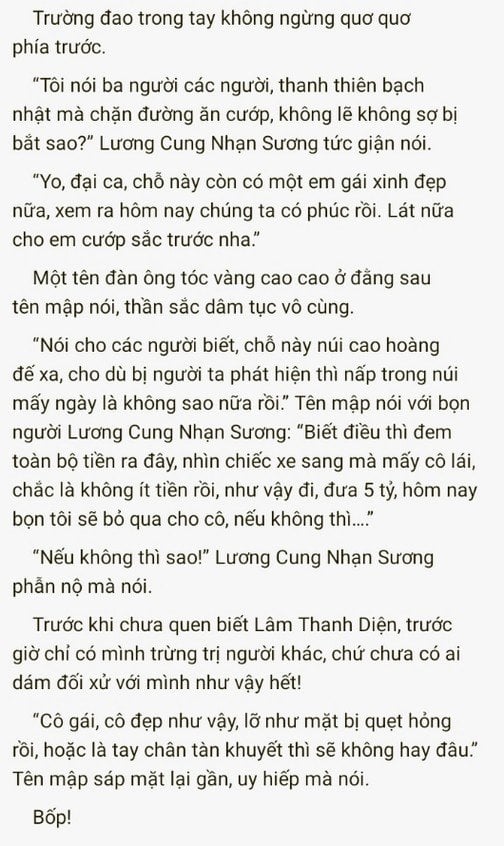 Trường đao trong tay không ngừng quơ quơ
phía trước.
“Tôi nói ba người các người, thanh thiên bạch
nhật mà chặn đường ăn cướp, không lẽ không sợ bị
bắt sao?” Lương Cung Nhạn Sương tức giận nói.
“Yo, đại ca, chỗ này còn có một em gái xinh đẹp
nữa, xem ra hôm nay chúng ta có phúc rồi. Lát nữa
cho em cướp sắc trước nha.”
Một tên đàn ông tóc vàng cao cao ở đằng sau
tên mập nói, thần sắc dâm tục vô cùng.
“Nói cho các người biết, chỗ này núi cao hoàng
đế xa, cho dù bị người ta phát hiện thì nấp trong núi
mấy ngày là không sao nữa rồi.” Tên mập nói với bọn
người Lương Cung Nhạn Sương: “Biết điều thì đem
toàn bộ tiền ra đây, nhìn chiếc xe sang mà mấy cô lái,
chắc là không ít tiền rồi, như vậy đi, đưa 5 tỷ, hôm nay
bọn tôi sẽ bỏ qua cho cô, nếu không thì....”
“Nếu không thì sao!” Lương Cung Nhạn Sương
phẫn nộ mà nói.
Trước khi chưa quen biết Lâm Thanh Diện, trước
giờ chỉ có mình trừng trị người khác, chứ chưa có ai
dám đối xử với mình như vậy hết!
“Cô gái, cô đẹp như vậy, lỡ như mặt bị quẹt hỏng
rồi, hoặc là tay chân tàn khuyết thì sẽ không hay đâu.”
Tên mập sáp mặt lại gần, uy hiếp mà nói.
Bốp!